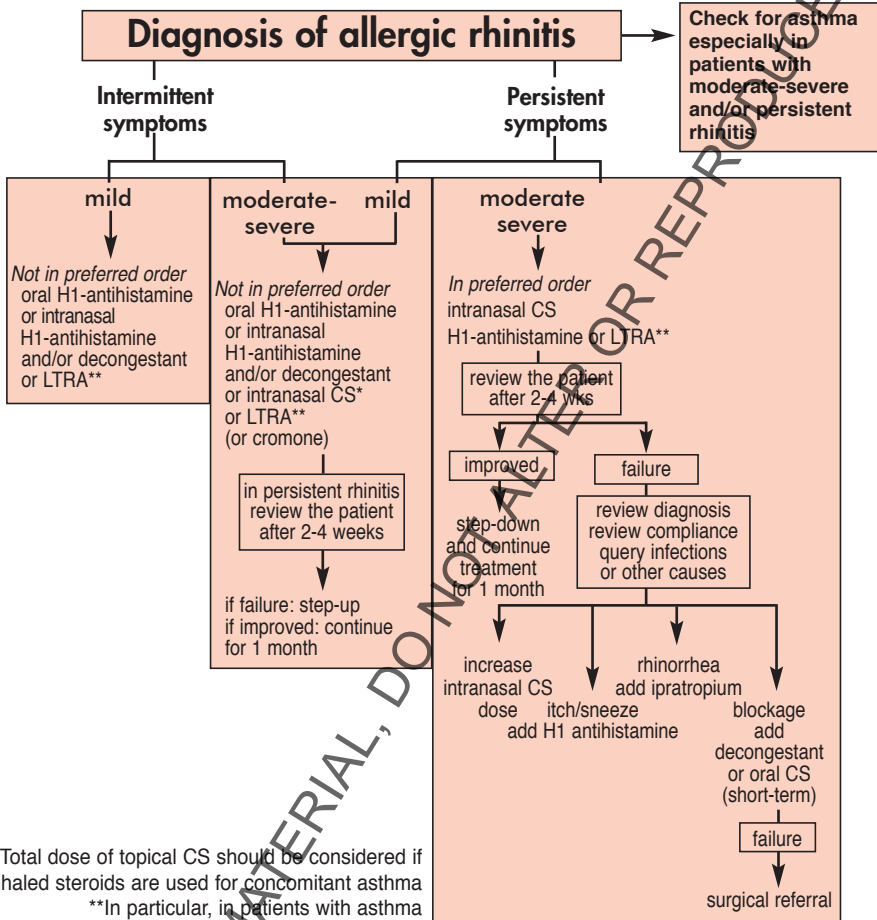 Diagnosis of allergic rhinitis
Check for asthma
especially in
patients with
moderate-severe
and/or persistent
rhinitis
Intermittent
symptoms
Persistent
symptoms
mild
Not in preferred order
oral H1-antihistamine
or intranasal
H1-antihistamine
and/or decongestant
or LTRA**
moderate-
severe
mild
Not in preferred order
oral H1-antihistamine
or intranasal
H1-antihistamine
and/or decongestant
or intranasal CS*
or LTRA**
(or cromone)
in persistent rhinitis
review the patient
after 2-4 weeks
if failure: step-up
if improved: continue
for 1 month
moderate
severe
In preferred order
intranasal CS
H1-antihistamine or LTRA**
review the patient
after 2-4 wks
improved
step-down
and continue
treatment
for 1 month
failure
review diagnosis
review compliance
query infections
or other causes
increase
intranasal CS
dose
itch/sneeze
add H1 antihistamine
rhinorrhea
add ipratropium
blockage
add
decongestant
or oral CS
(short-term)
failure
surgical referral
Total dose of topical CS should be considered if
haled steroids are used for concomitant asthma
**In particular, in patients with asthma
MATERIAL, DO NOT ALTER OR REPRODUCE